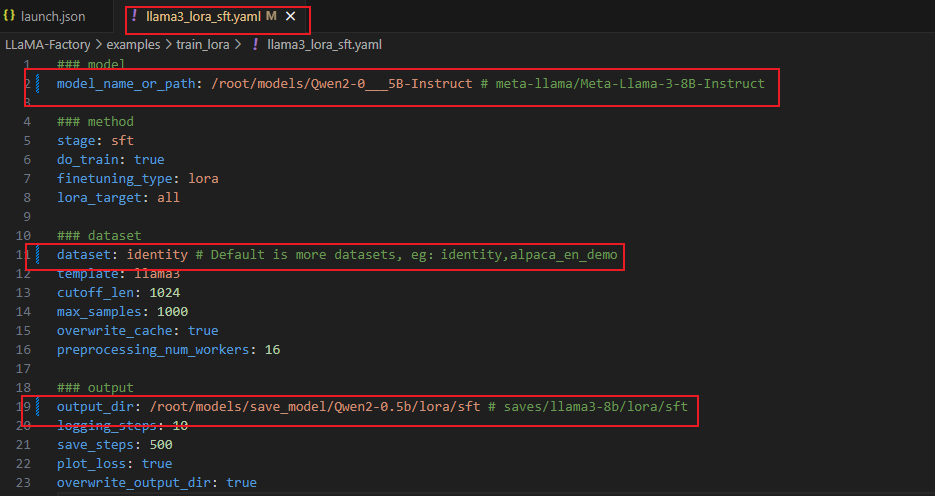 {} launch.json ! llama3_lora_sft.yaml M ✕
LLaMA-Factory > examples > train_lora > ! llama3_lora_sft.yaml
1 ### model
2 model_name_or_path: /root/models/Qwen2-0___5B-Instruct # meta-llama/Meta-Llama-3-8B-Instruct
3
4 ### method
5 stage: sft
6 do_train: true
7 finetuning_type: lora
8 lora_target: all
9
10 ### dataset
11 dataset: identity # Default is more datasets, eg: identity,alpaca_en_demo
12 template: llama3
13 cutoff_len: 1024
14 max_samples: 1000
15 overwrite_cache: true
16 preprocessing_num_workers: 16
17
18 ### output
19 output_dir: /root/models/save_model/Qwen2-0.5b/lora/sft # saves/llama3-8b/lora/sft
20 logging_steps: 10
21 save_steps: 500
22 plot_loss: true
23 overwrite_output_dir: true